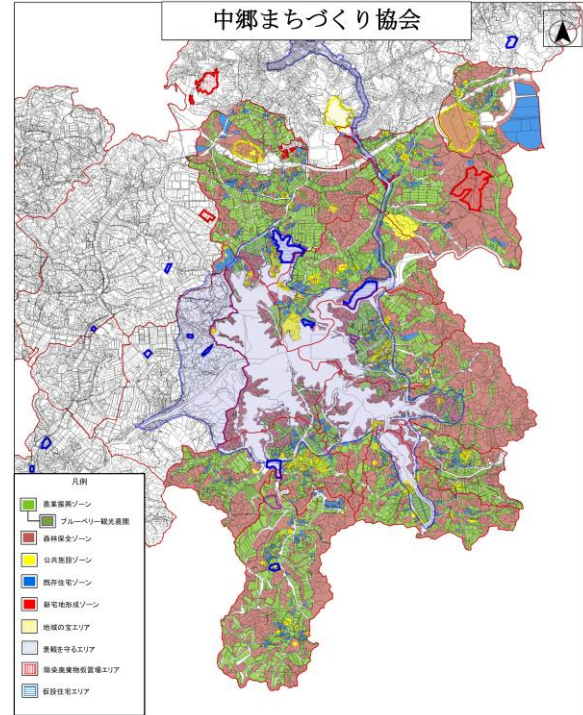 中郷まちづくり協会
凡例
農業振興ゾーン
ブルーベリー観光農園
森林保全ゾーン
公共施設ゾーン
既存住宅ゾーン
新宅地形成ゾーン
地域の宝エリア
景観を守るエリア
除染廃棄物仮置場エリア
仮設住宅エリア